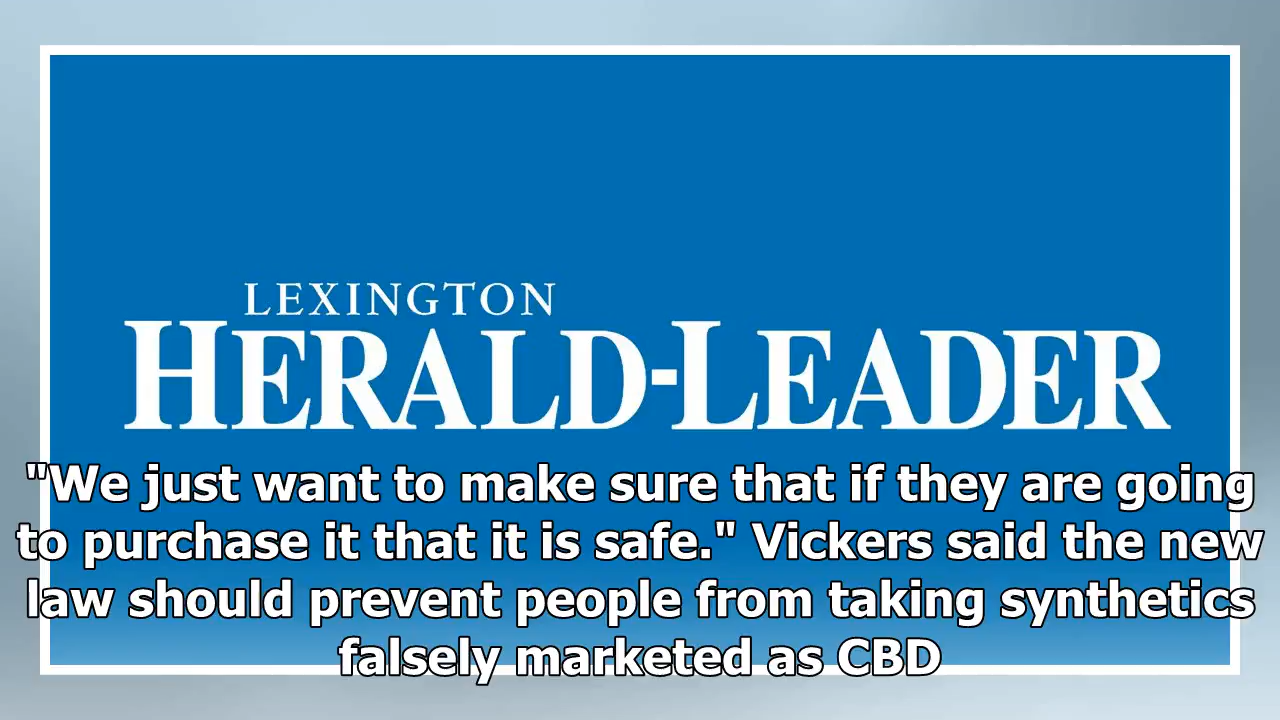 LEXINGTON
HERALD-LEADER
"We just want to make sure that if they are going
to purchase it that it is safe." Vickers said the new
law should prevent people from taking synthetics
falsely marketed as CBD